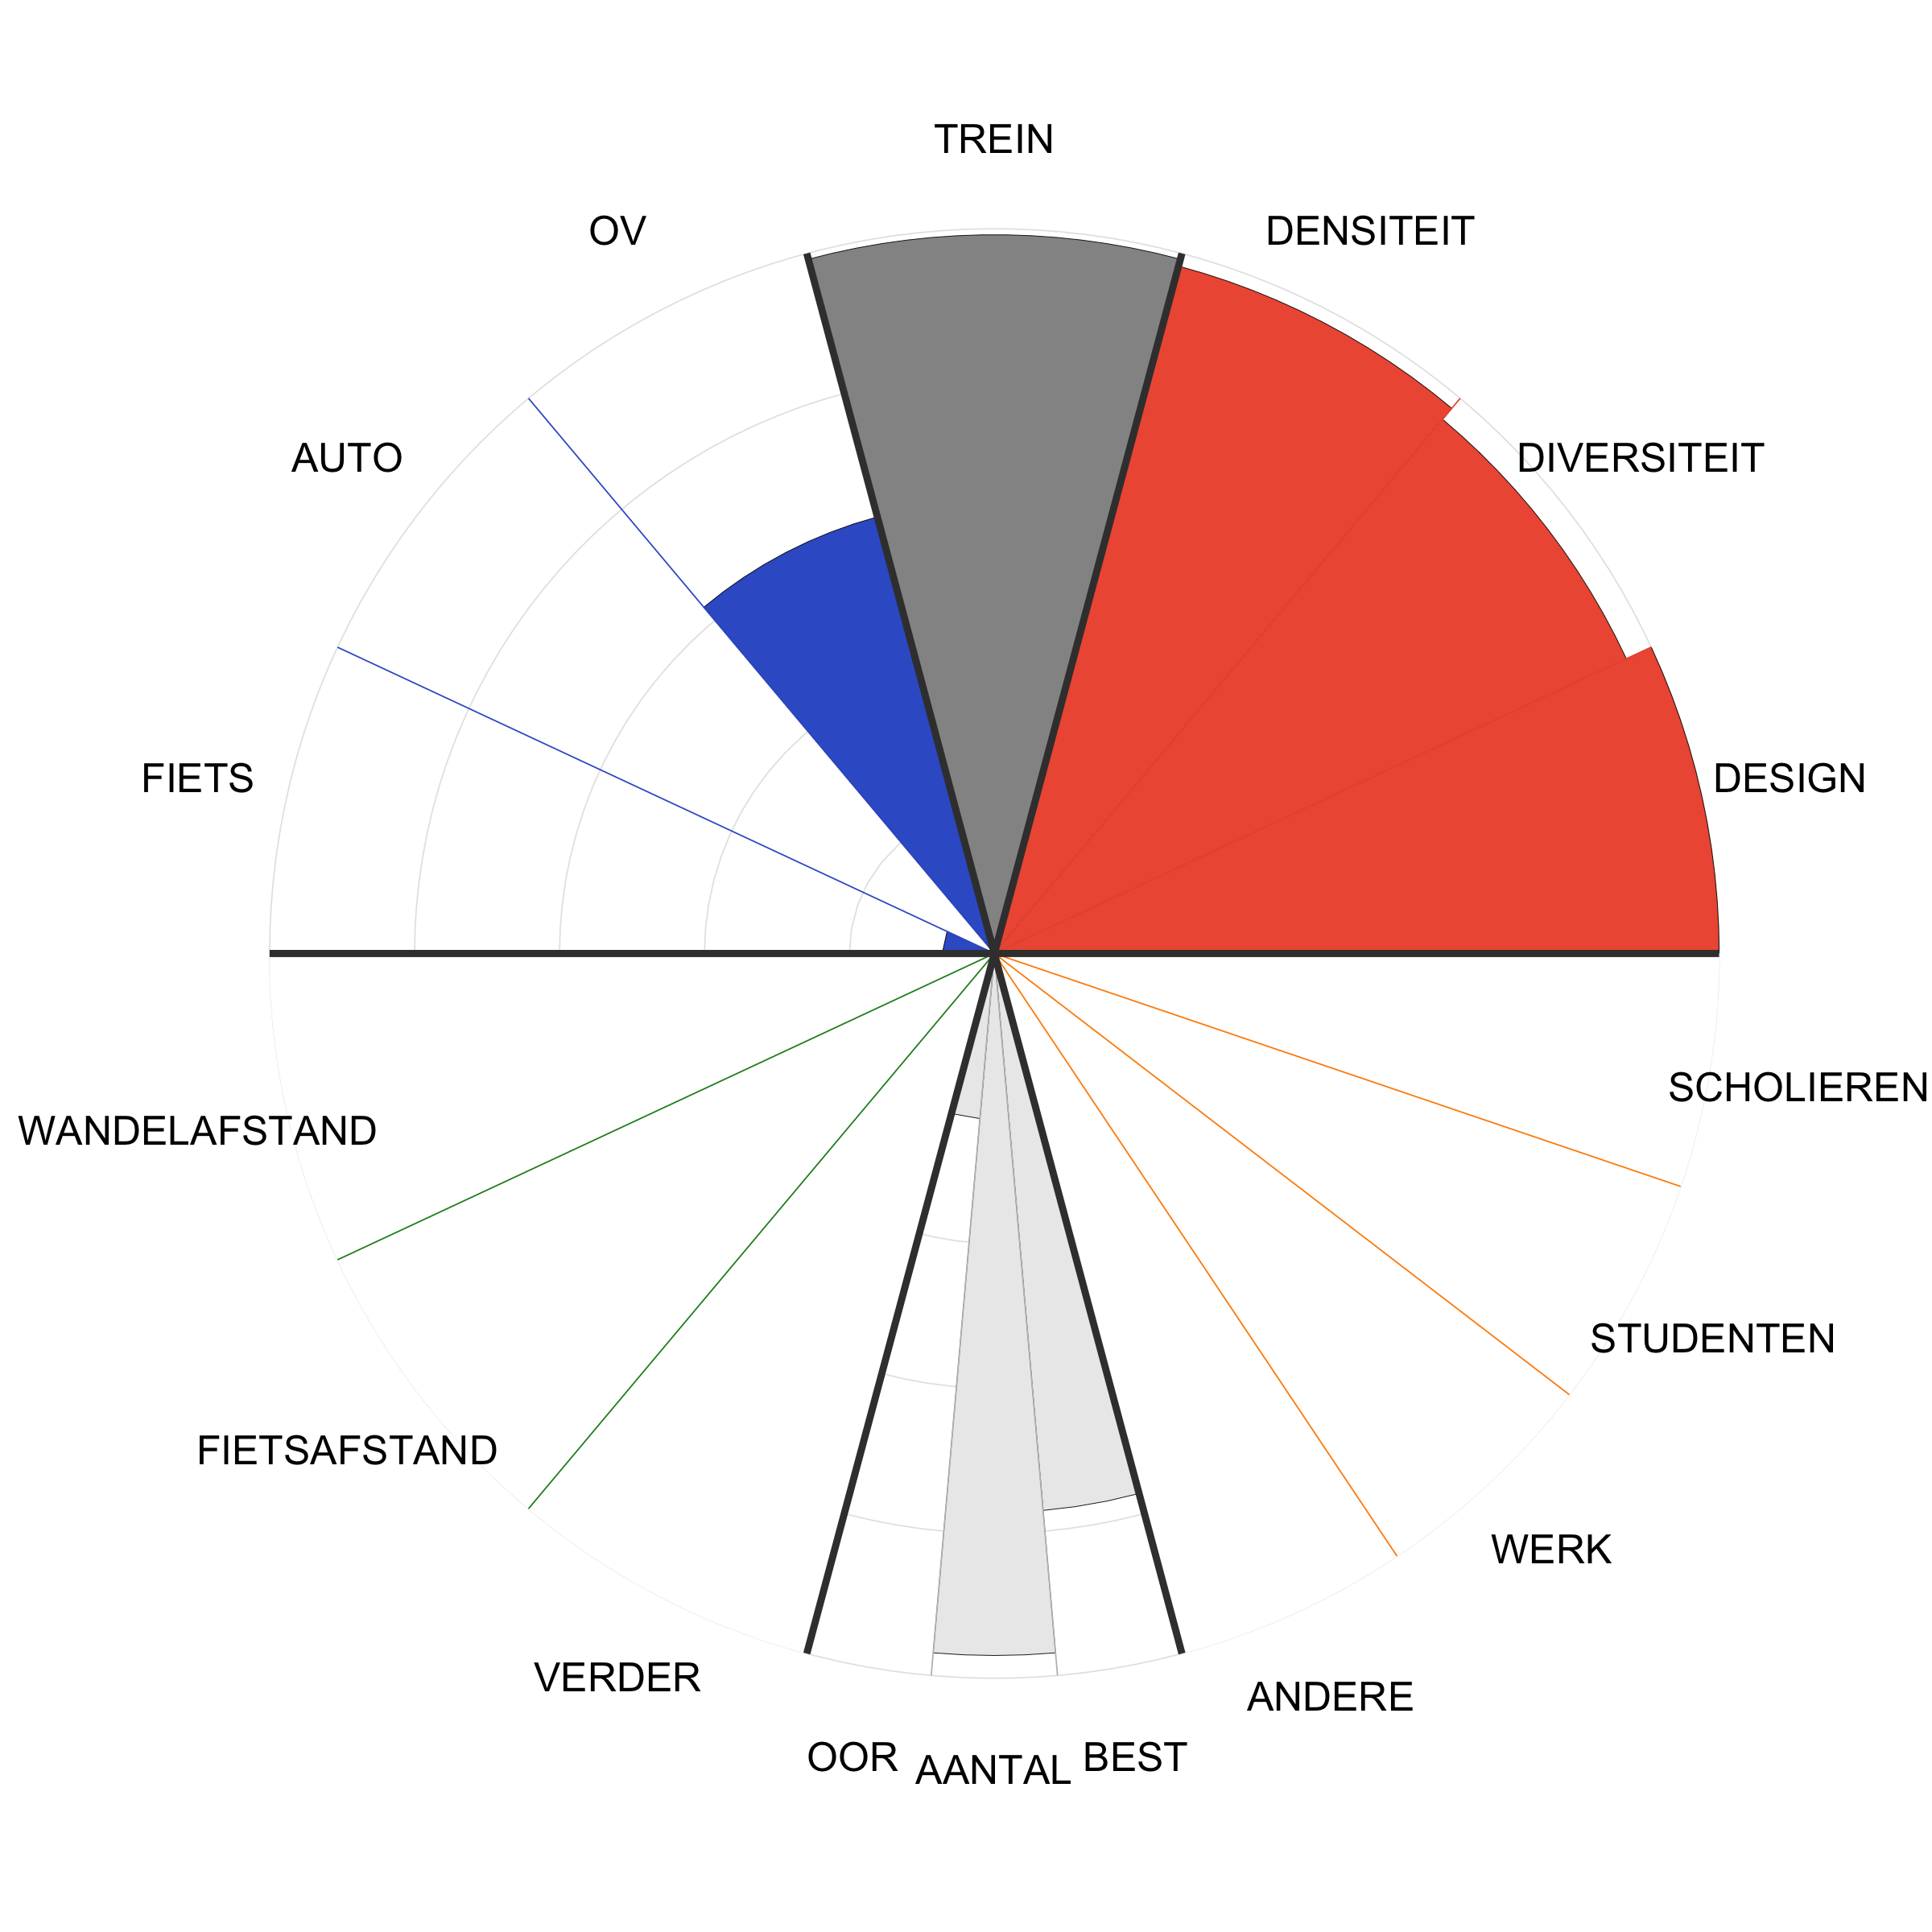 TREIN
OV
DENSITEIT
AUTO
DIVERSITEIT
FIETS
DESIGN
WANDELAFSTAND
SCHOLIEREN
FIETSAFSTAND
STUDENTEN
WERK
VERDER
ANDERE
OOR
AANTAL
BEST